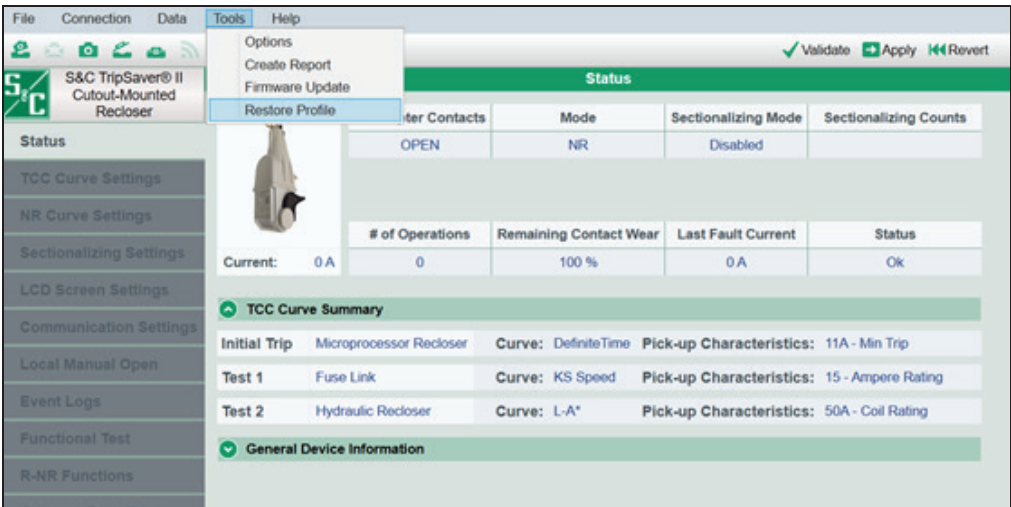 File Connection Data Tools Help
Options
Create Report
Firmware Update
Restore Profile
Validate Apply Revert
S&C
S&C TripSaver® II
Cutout-Mounted
Recloser
Status
Status
TCC Curve Settings
NR Curve Settings
Sectionalizing Settings
LCD Screen Settings
Communication Settings
Local Manual Open
Event Logs
Functional Test
R-NR Functions
Contacts Mode Sectionalizing Mode Sectionalizing Counts
OPEN NR Disabled
# of Operations Remaining Contact Wear Last Fault Current Status
Current: 0 A 0 100 % 0 A Ok
TCC Curve Summary
Initial Trip Microprocessor Recloser Curve: DefiniteTime Pick-up Characteristics: 11A - Min Trip
Test 1 Fuse Link Curve: KS Speed Pick-up Characteristics: 15 - Ampere Rating
Test 2 Hydraulic Recloser Curve: L-A* Pick-up Characteristics: 50A - Coil Rating
General Device Information